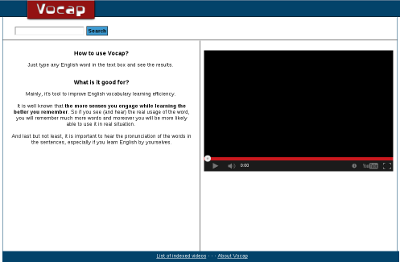 Vocap
Search
How to use Vocap?
Just type any English word in the text box and see the results.
What is it good for?
Mainly, it's tool to improve English vocabulary learning efficiency.
It is well known that the more senses you engage while learning the
better you remember. So if you see (and hear) the real usage of the word,
you will remember much more words and moreover you will be more likely
able to use it in real situation.
And last but not least, it is important to hear the pronunciation of the words in
the sentences, especially if you learn English by yourselves.
0:00
YouTube
List of indexed videos - - - About Vocap